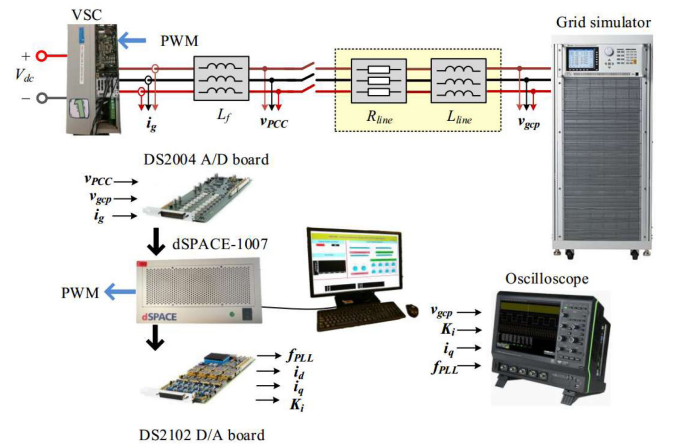 VSC
PWM
Grid simulator
+
V_dc
−
i_g
L_f
v_PCC
R_line
L_line
v_gcp
DS2004 A/D board
v_PCC
v_gcp
i_g
dSPACE-1007
PWM
dSPACE
Oscilloscope
v_gcp
K_i
i_q
f_PLL
f_PLL
i_d
i_q
K_i
DS2102 D/A board